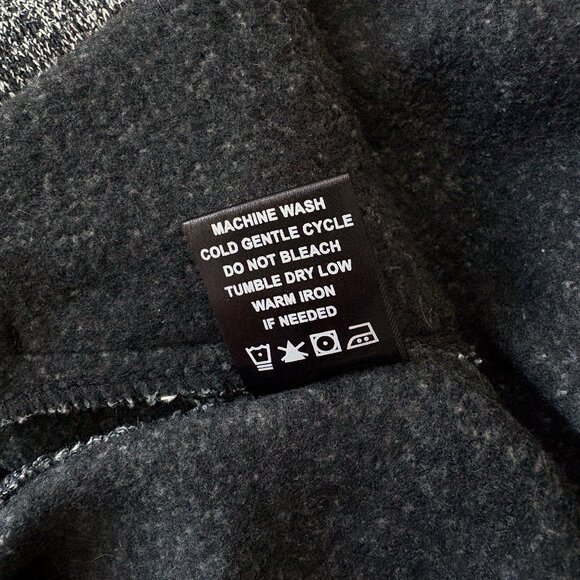 MACHINE WASH
COLD GENTLE CYCLE
DO NOT BLEACH
TUMBLE DRY LOW
WARM IRON
IF NEEDED